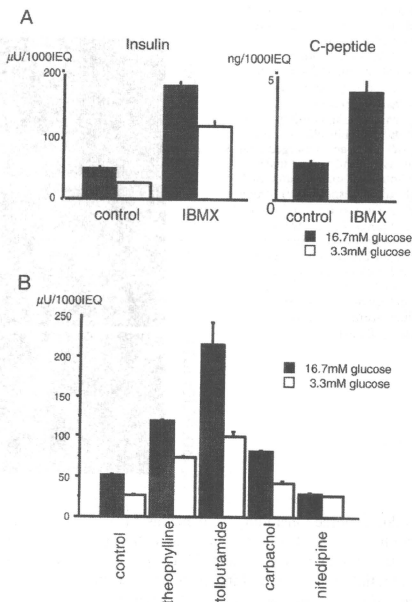 A
Insulin
C-peptide
µU/1000IEQ
ng/1000IEQ
200
100
0
5
0
control
IBMX
control
IBMX
16.7mM glucose
3.3mM glucose
B
µU/1000IEQ
250
200
150
100
50
0
16.7mM glucose
3.3mM glucose
control
theophylline
tolbutamide
carbachol
nifedipine